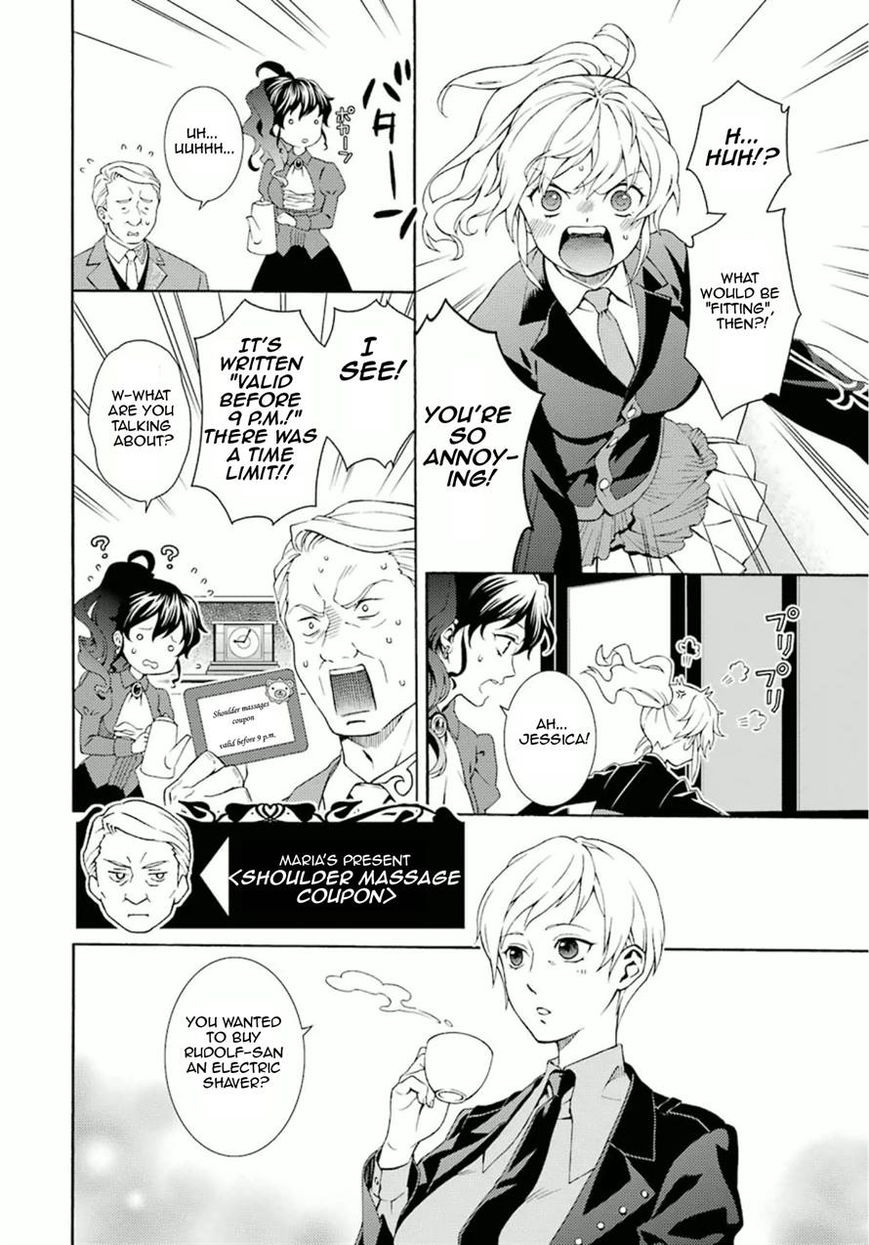 H...
HUH!?
WHAT
WOULD BE
"FITTING",
THEN?!
YOU'RE
SO
ANNOY-
ING!
プリプリ
AH...
JESSICA!
バターー
ポカーン
UH...
UUHHH...
I
SEE!
IT'S
WRITTEN
"VALID
BEFORE
9 P.M.!"
THERE WAS
A TIME
LIMIT!!
W-WHAT
ARE YOU
TALKING
ABOUT?
? ?
Shoulder massages
coupon
valid before 9 p.m.
MARIA'S PRESENT
<SHOULDER MASSAGE
COUPON>
YOU WANTED
TO BUY
RUDOLF-SAN
AN ELECTRIC
SHAVER?